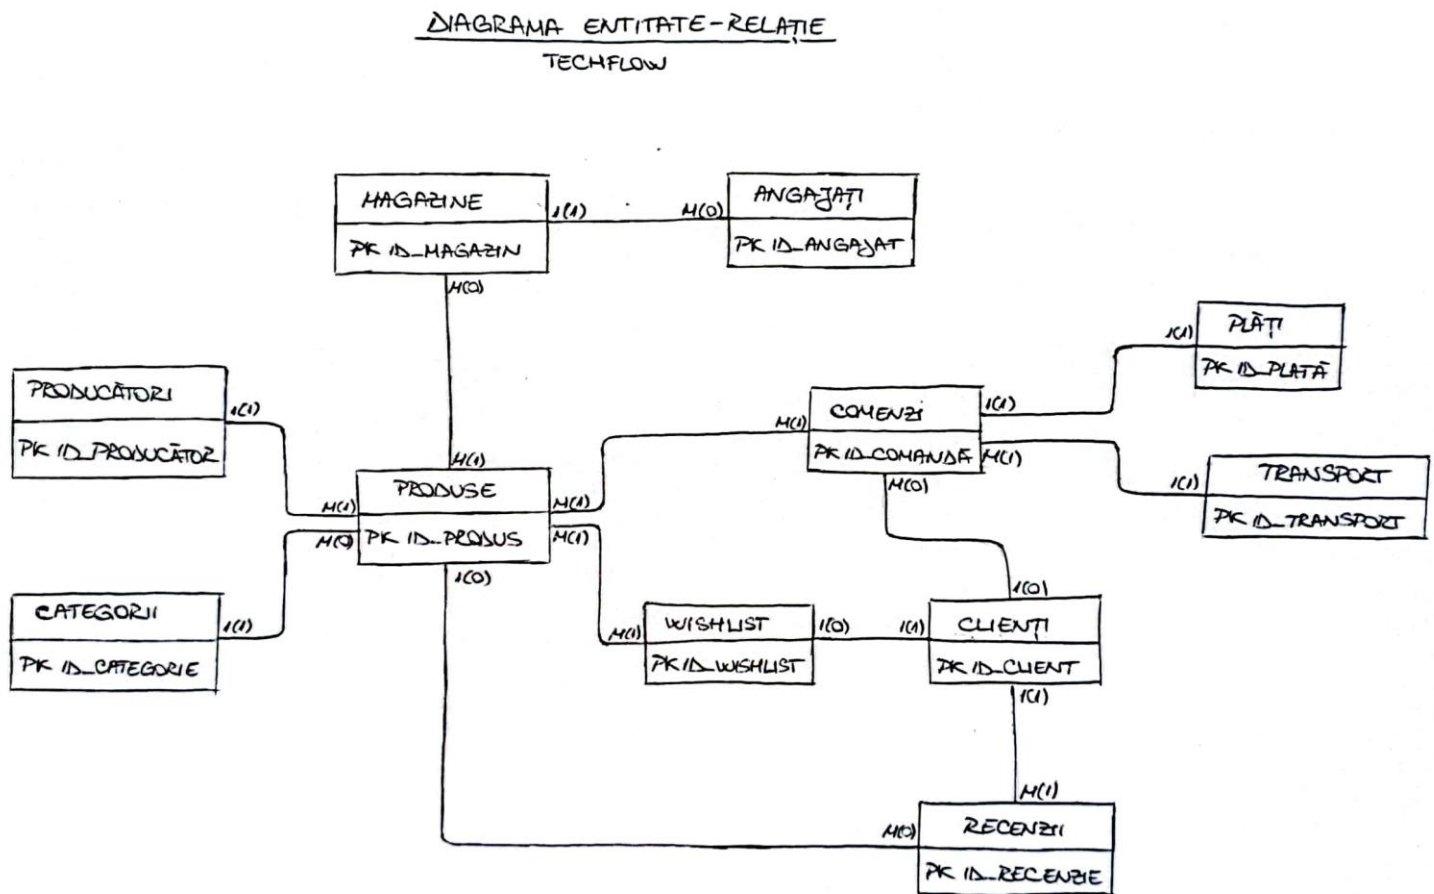 DIAGRAMA ENTITATE-RELAȚIE
TECHFLOW
MAGAZINE
PK ID_MAGAZIN
1(1)
M(0)
ANGAJAȚI
PK ID_ANGAJAT
M(0)
PLĂȚI
PK ID_PLATĂ
1(1)
PRODUCĂTORI
PK ID_PRODUCĂTOR
1(1)
COMENZI
PK ID_COMANDĂ
M(1)
1(1)
M(1)
M(0)
TRANSPORT
PK ID_TRANSPORT
1(1)
M(1)
PRODUSE
PK ID_PRODUS
M(1)
M(0)
M(1)
M(1)
1(0)
CATEGORII
PK ID_CATEGORIE
1(1)
M(1)
WISHLIST
PK ID_WISHLIST
1(0)
1(1)
1(0)
CLIENȚI
PK ID_CLIENT
1(1)
M(1)
M(0)
RECENZII
PK ID_RECENZIE